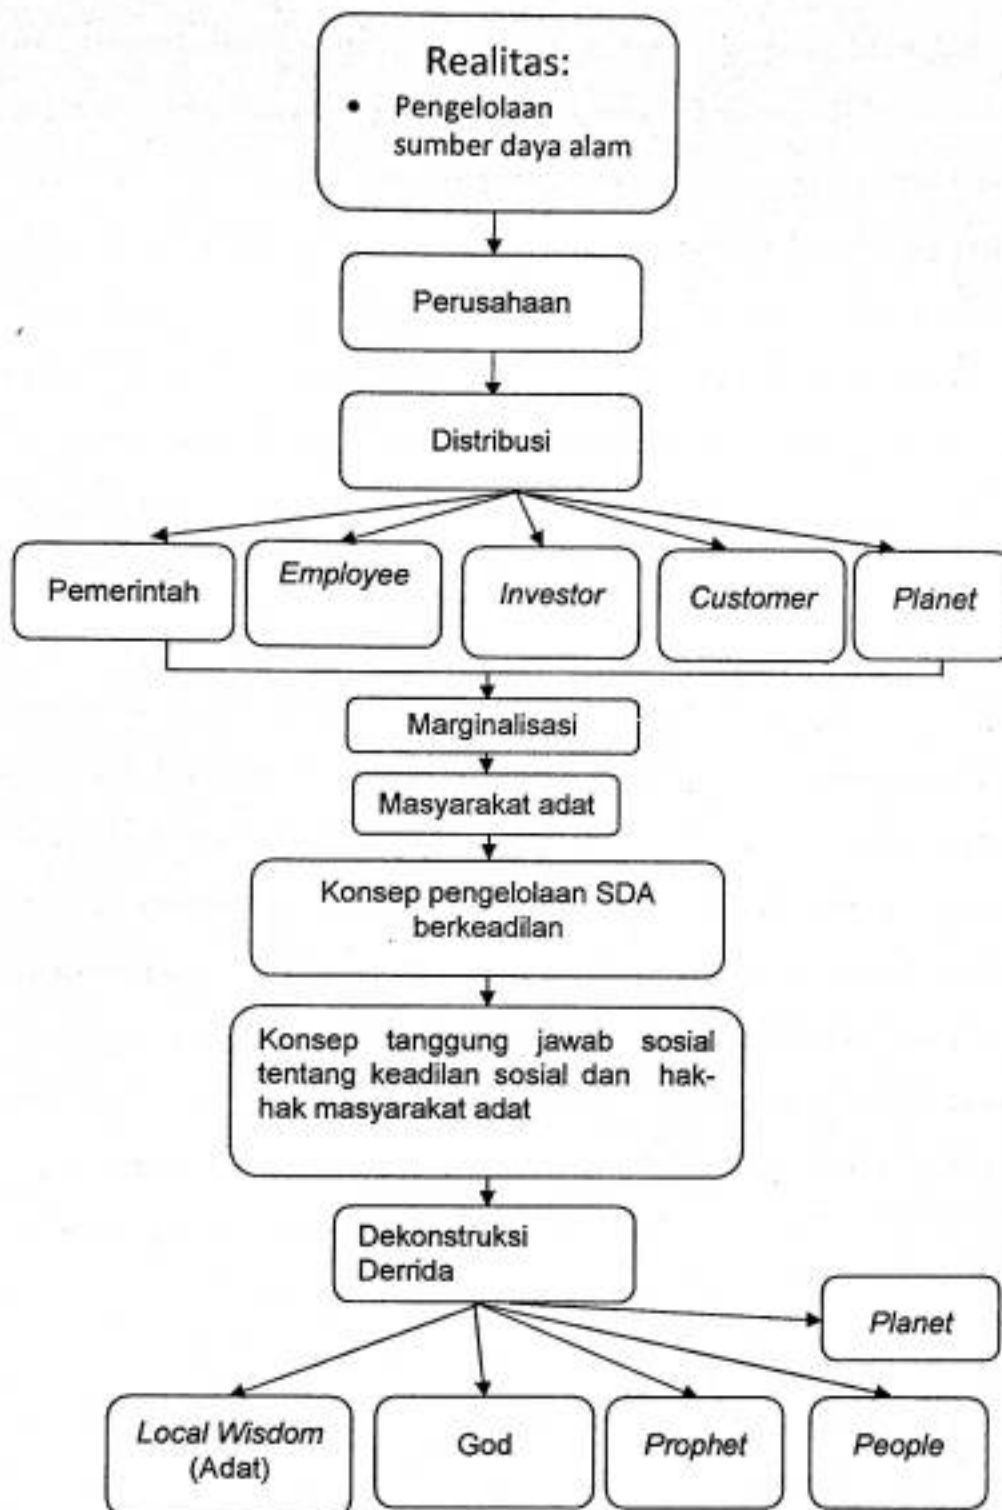 Realitas:
• Pengelolaan
sumber daya alam
Perusahaan
Distribusi
Pemerintah
Employee
Investor
Customer
Planet
Marginalisasi
Masyarakat adat
Konsep pengelolaan SDA
berkeadilan
Konsep tanggung jawab sosial
tentang keadilan sosial dan hak-
hak masyarakat adat
Dekonstruksi
Derrida
Planet
Local Wisdom
(Adat)
God
Prophet
People